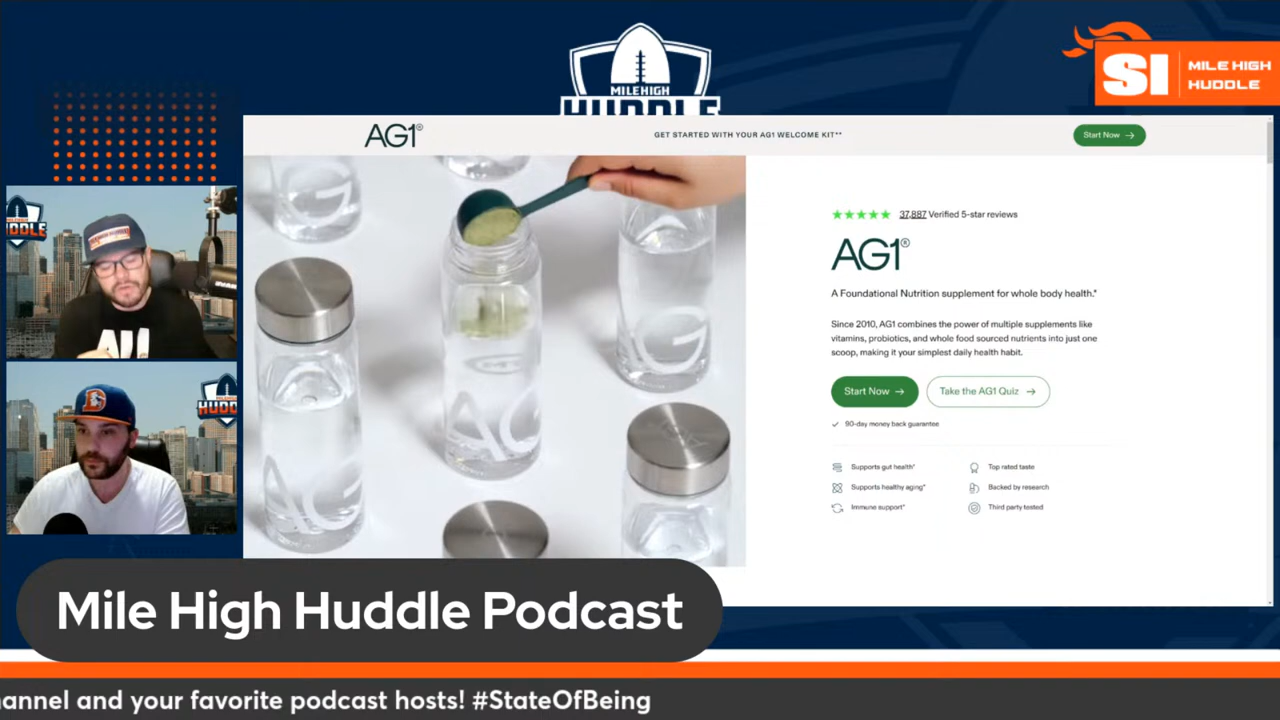 MILE HIGH
HUDDLE
SI
MILE HIGH
HUDDLE
AG1®
GET STARTED WITH YOUR AG1 WELCOME KIT**
Start Now →
37,887 Verified 5-star reviews
AG1®
A Foundational Nutrition supplement for whole body health.*
Since 2010, AG1 combines the power of multiple supplements like
vitamins, probiotics, and whole food sourced nutrients into just one
scoop, making it your simplest daily health habit.
Start Now →
Take the AG1 Quiz →
90-day money back guarantee
Supports gut health*
Top rated taste
Supports healthy aging*
Backed by research
Immune support*
Third party tested
HUDDLE
HUDD
Mile High Huddle Podcast
hannel and your favorite podcast hosts! #StateOfBeing